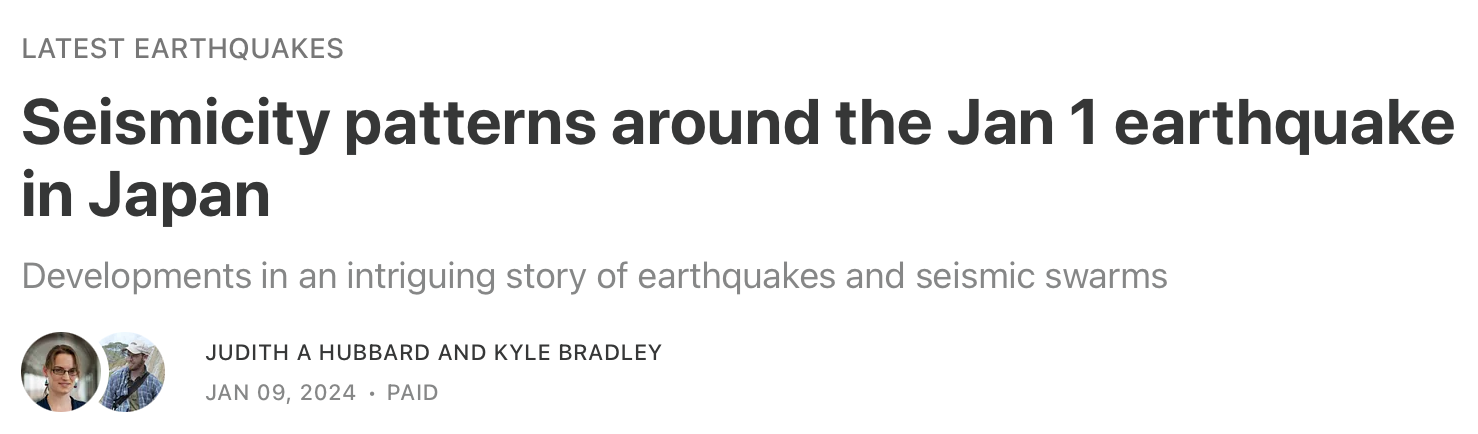 LATEST EARTHQUAKES
Seismicity patterns around the Jan 1 earthquake
in Japan
Developments in an intriguing story of earthquakes and seismic swarms
JUDITH A HUBBARD AND KYLE BRADLEY
JAN 09, 2024 • PAID